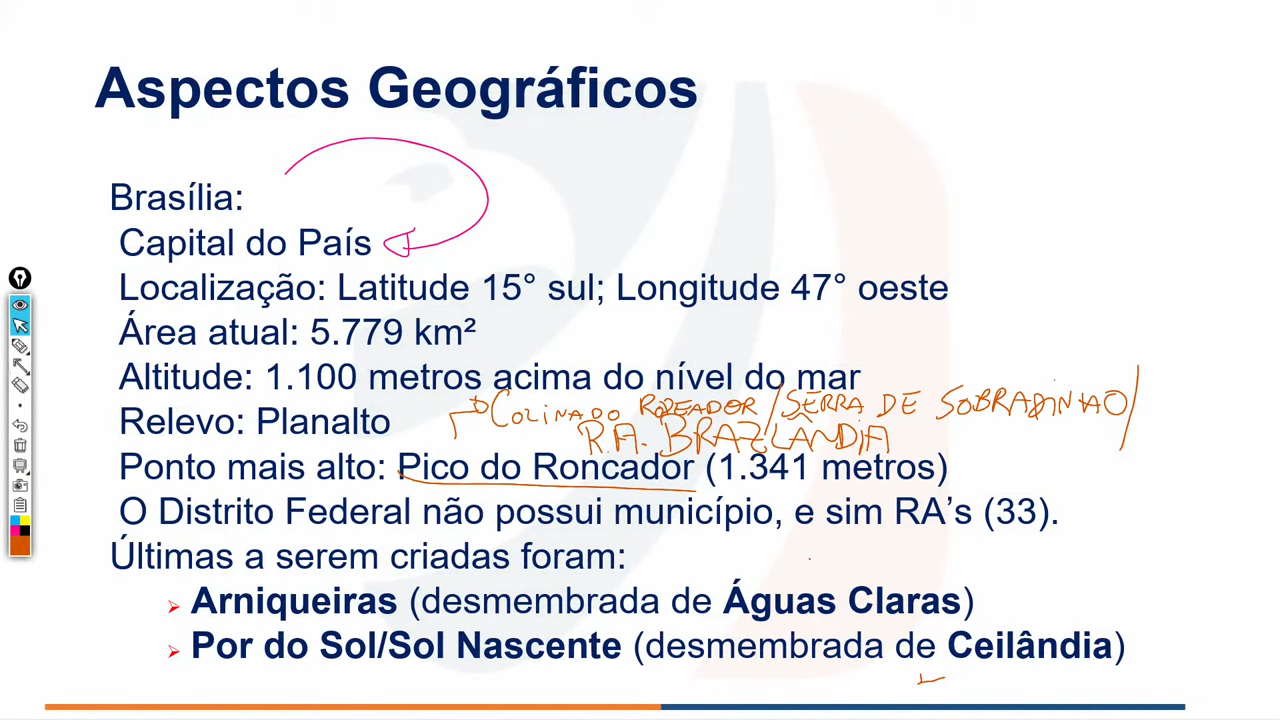 Aspectos Geográficos
Brasília:
Capital do País
Localização: Latitude 15° sul; Longitude 47° oeste
Área atual: 5.779 km²
Altitude: 1.100 metros acima do nível do mar
COLINA DO RODEADOR / SERRA DE SOBRADINHO /
Relevo: Planalto
R.A. BRAZLÂNDIA
Ponto mais alto: Pico do Roncador (1.341 metros)
O Distrito Federal não possui município, e sim RA’s (33).
Últimas a serem criadas foram:
Arniqueiras (desmembrada de Águas Claras)
Por do Sol/Sol Nascente (desmembrada de Ceilândia)